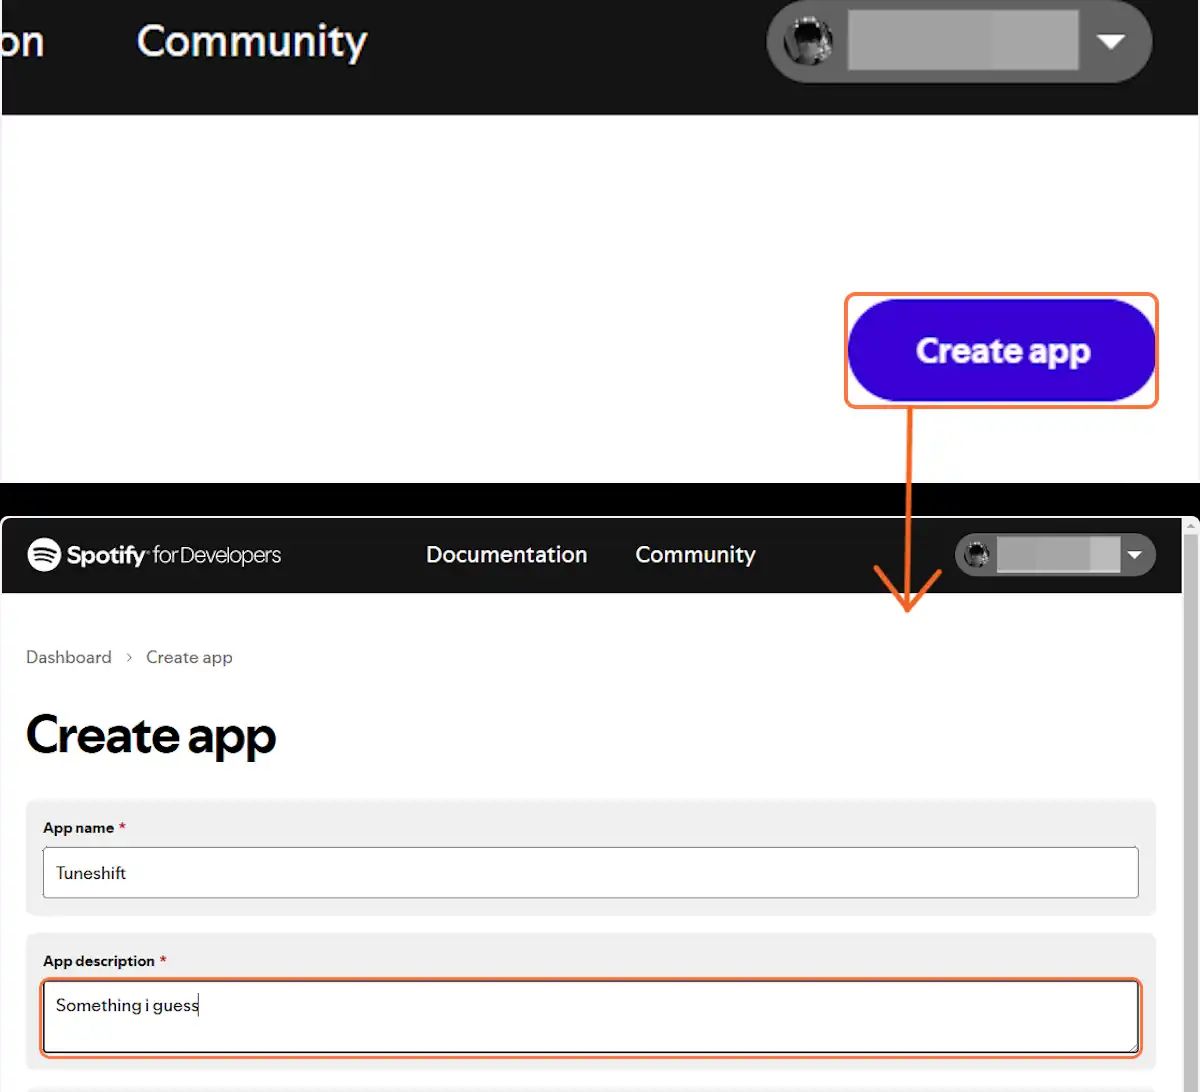 on Community
Create app
Spotify for Developers Documentation Community
Dashboard > Create app
Create app
App name *
Tuneshift
App description *
Something i guess